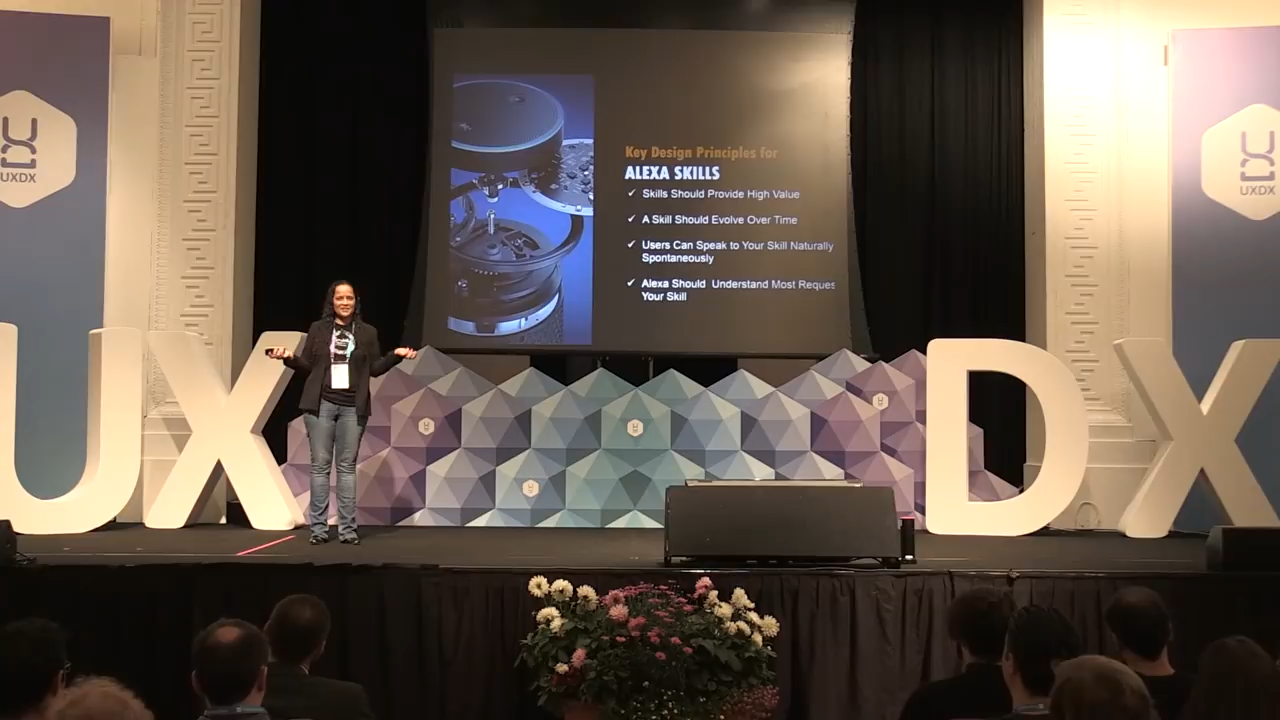 Key Design Principles for
ALEXA SKILLS
✓ Skills Should Provide High Value
✓ A Skill Should Evolve Over Time
✓ Users Can Speak to Your Skill Naturally
Spontaneously
✓ Alexa Should Understand Most Reques
Your Skill
UXDX
UXDX
UX
DX